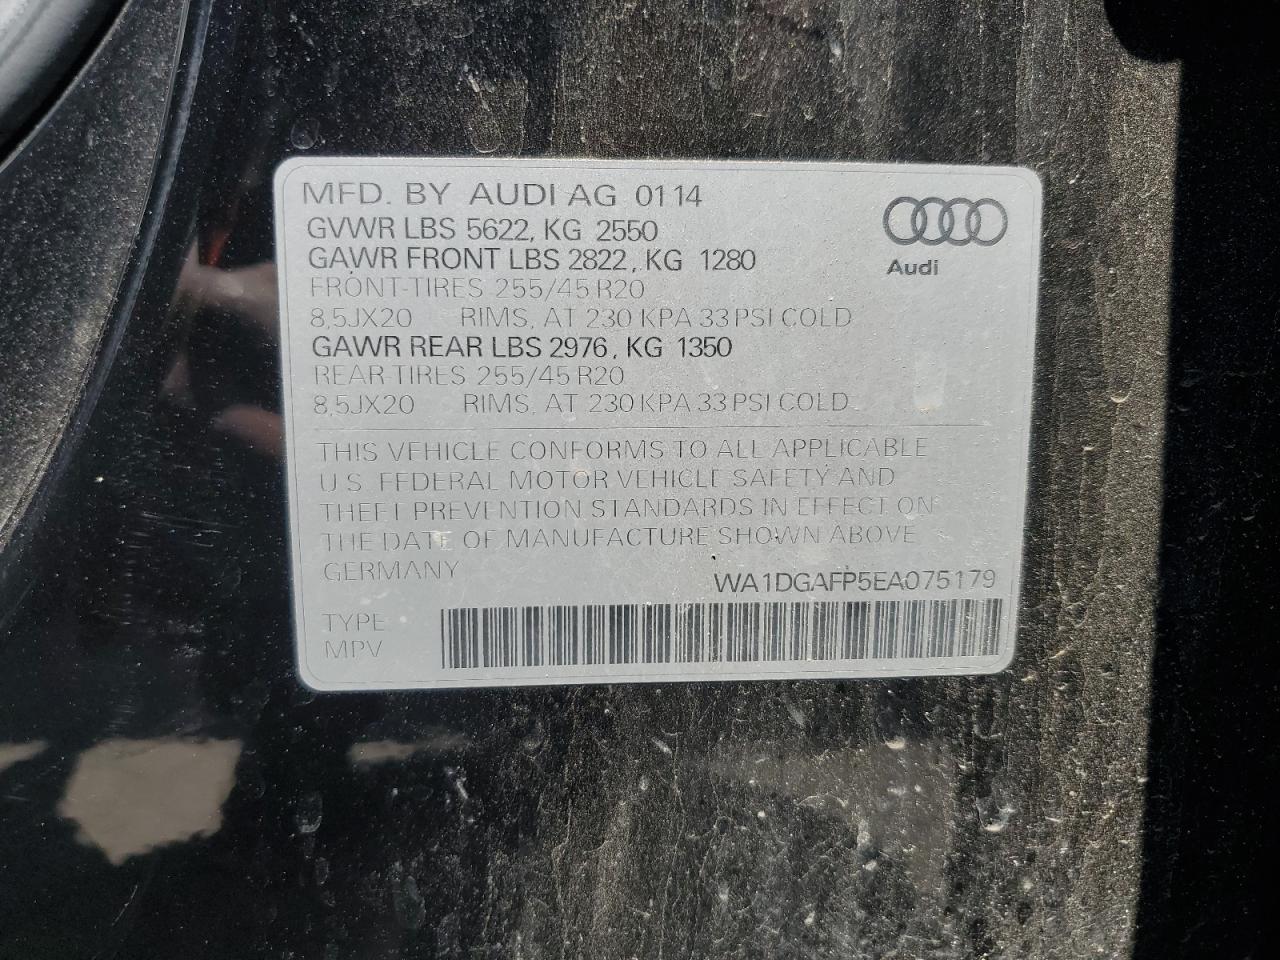 MFD. BY AUDI AG 01 14
GVWR LBS 5622, KG 2550
GAWR FRONT LBS 2822, KG 1280
FRONT-TIRES 255/45 R20
8,5JX20 RIMS, AT 230 KPA 33 PSI COLD
GAWR REAR LBS 2976, KG 1350
REAR-TIRES 255/45 R20
8,5JX20 RIMS, AT 230 KPA 33 PSI COLD
Audi
THIS VEHICLE CONFORMS TO ALL APPLICABLE
U.S. FEDERAL MOTOR VEHICLE SAFETY AND
THEFT PREVENTION STANDARDS IN EFFECT ON
THE DATE OF MANUFACTURE SHOWN ABOVE
GERMANY WA1DGAFP5EA075179
TYPE
MPV